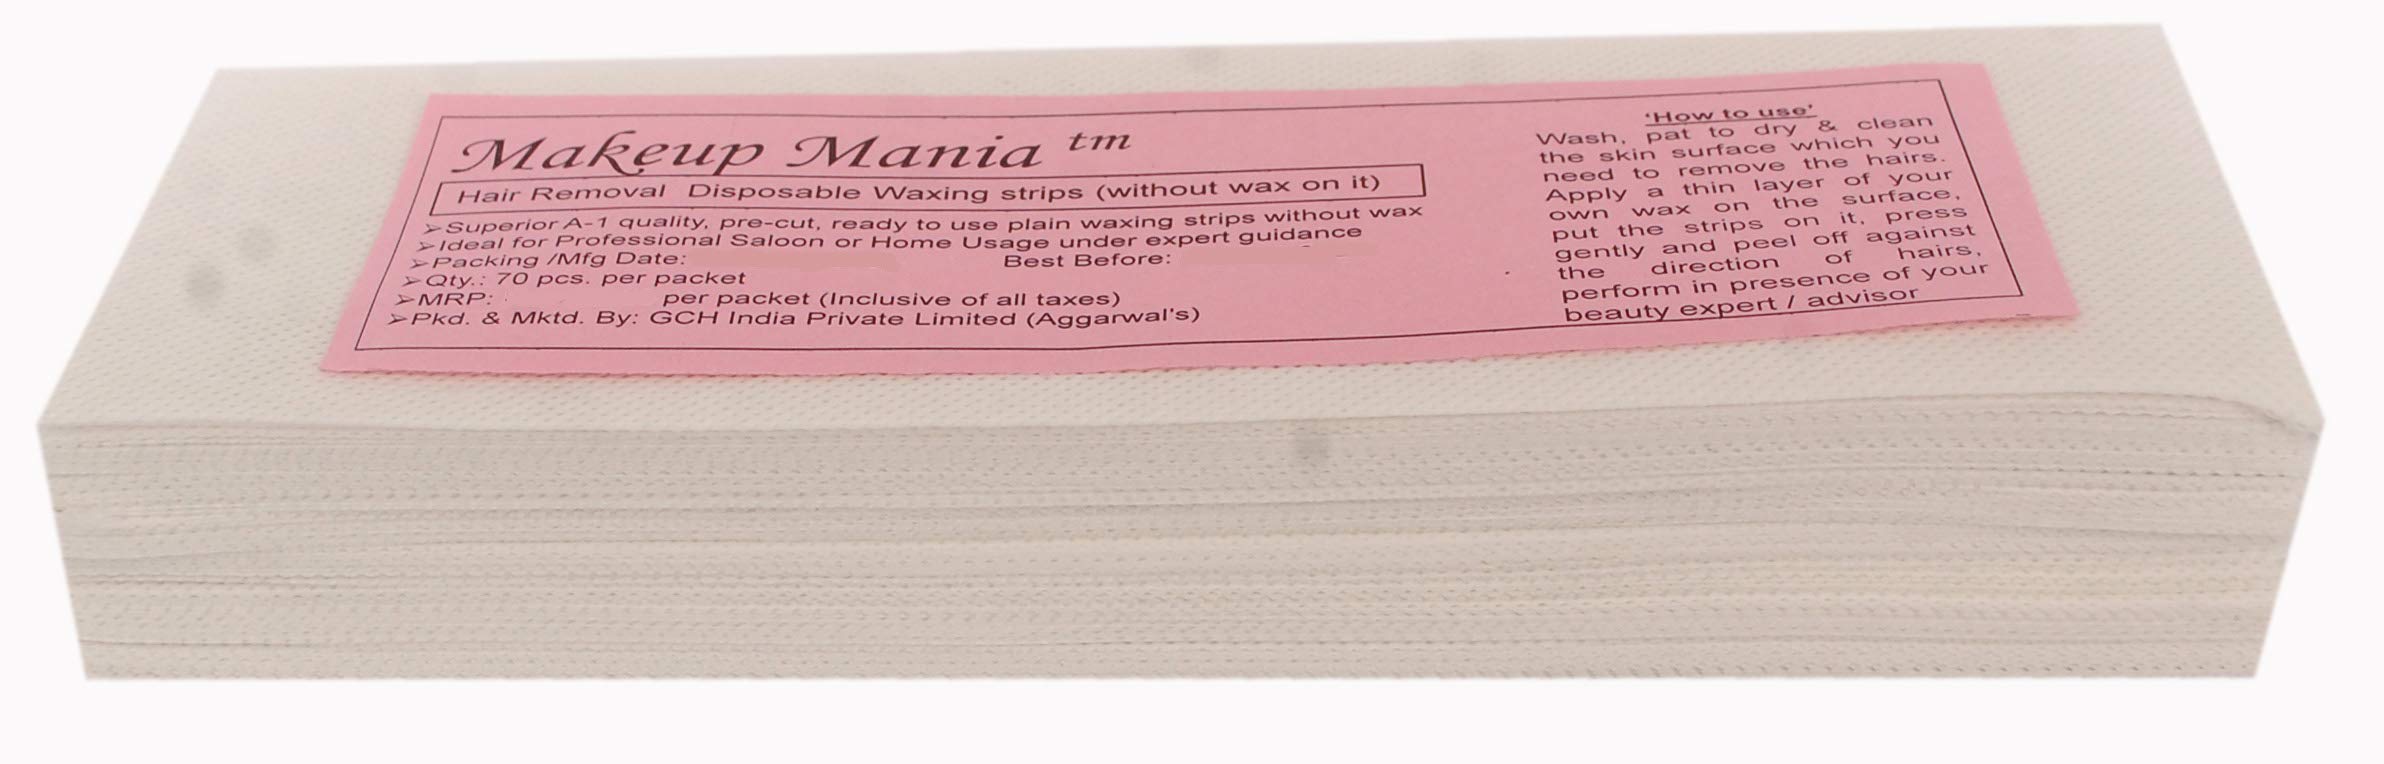 Makeup Mania tm
Hair Removal Disposable Waxing strips (without wax on it)
➢Superior A-1 quality, pre-cut, ready to use plain waxing strips without wax
➢Ideal for Professional Saloon or Home Usage under expert guidance
➢Packing /Mfg Date: Best Before:
➢Qty.: 70 pcs. per packet
➢MRP: per packet (Inclusive of all taxes)
➢Pkd. & Mktd. By: GCH India Private Limited (Aggarwal's)
'How to use'
Wash, pat to dry & clean
the skin surface which you
need to remove the hairs.
Apply a thin layer of your
own wax on the surface,
put the strips on it, press
gently and peel off against
the direction of hairs,
perform in presence of your
beauty expert / advisor